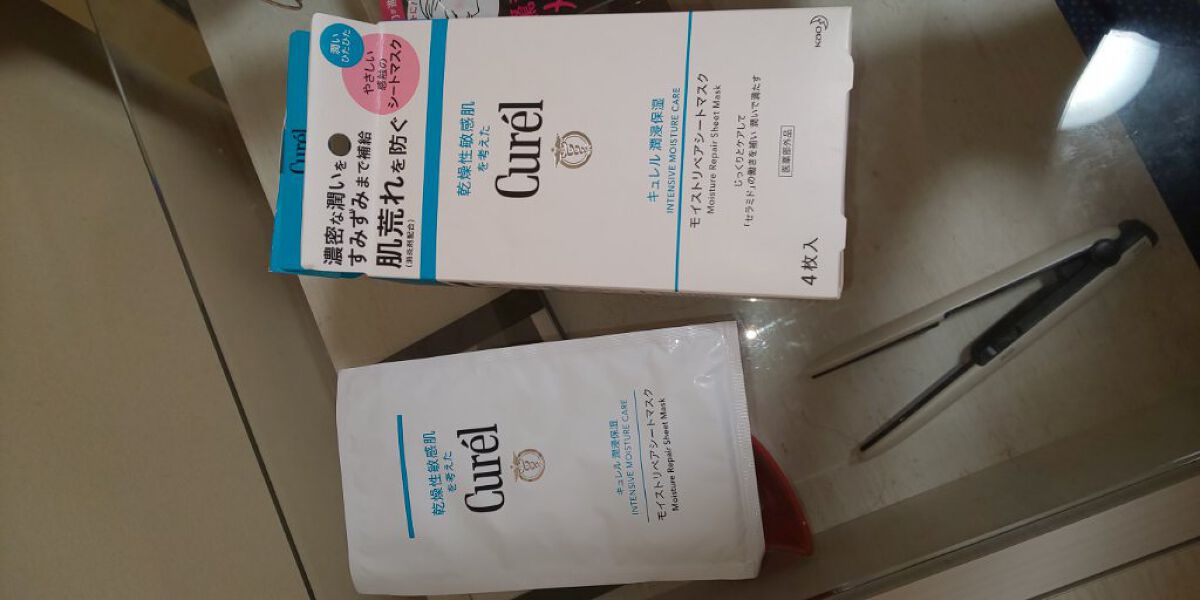 潤い
ひたひた
やさしい
感触の
シートマスク
濃密な潤いを
すみずみまで補給
肌荒れを防ぐ
(消炎剤配合)
Curél
乾燥性敏感肌
を考えた
Curél
キュレル 潤浸保湿
INTENSIVE MOISTURE CARE
モイストリペアシートマスク
Moisture Repair Sheet Mask
じっくりとケアして
「セラミド」の働きを補い 潤いで満たす
医薬部外品
4枚入
Kao
乾燥性敏感肌
を考えた
Curél
キュレル 潤浸保湿
INTENSIVE MOISTURE CARE
モイストリペアシートマスク
Moisture Repair Sheet Mask